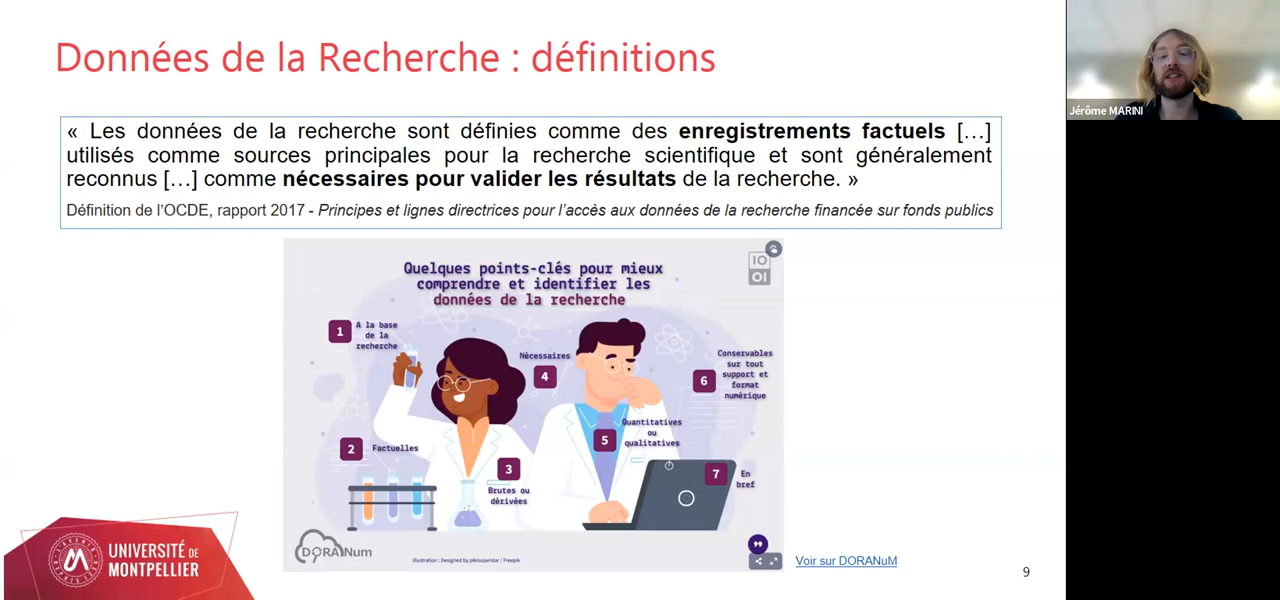 Données de la Recherche : définitions
Jérôme MARINI
« Les données de la recherche sont définies comme des enregistrements factuels […]
utilisés comme sources principales pour la recherche scientifique et sont généralement
reconnus […] comme nécessaires pour valider les résultats de la recherche. »
Définition de l’OCDE, rapport 2017 - Principes et lignes directrices pour l’accès aux données de la recherche financée sur fonds publics
Quelques points-clés pour mieux
comprendre et identifier les
données de la recherche
IO
OI
1
A la base
de la
recherche
Nécessaires
4
Conservables
sur tout
support et
format
numérique
6
Quantitatives
ou
qualitatives
5
2
Factuelles
3
Brutes ou
dérivées
7
En
bref
DORANum
Illustration : Designed by pikisuperstar / Freepik
Voir sur DORANuM
UNIVERSITÉ DE
MONTPELLIER
9